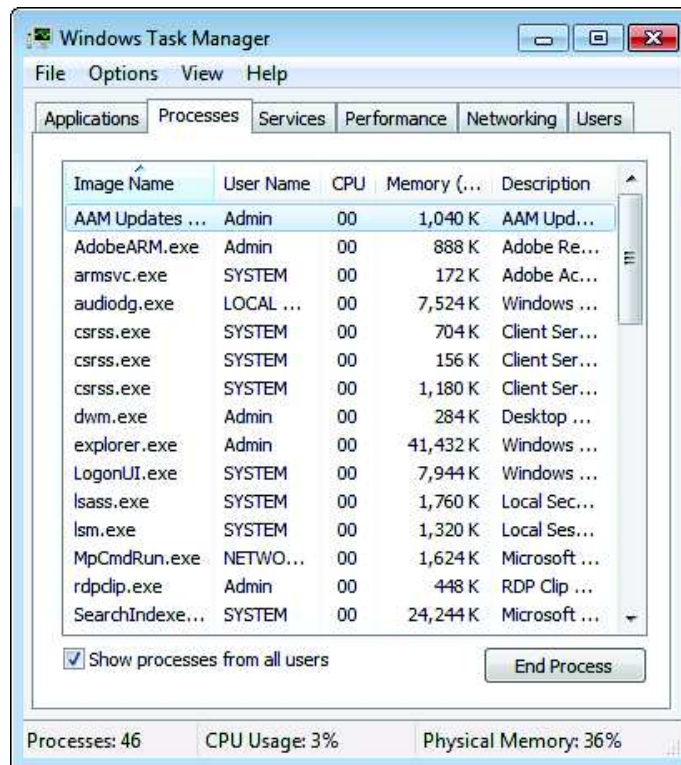 Windows Task Manager
File Options View Help
Applications Processes Services Performance Networking Users
Image Name User Name CPU Memory (... Description
AAM Updates ... Admin 00 1,040 K AAM Upd...
AdobeARM.exe Admin 00 888 K Adobe Re...
armsvc.exe SYSTEM 00 172 K Adobe Ac...
audiodg.exe LOCAL ... 00 7,524 K Windows ...
csrss.exe SYSTEM 00 704 K Client Ser...
csrss.exe SYSTEM 00 156 K Client Ser...
csrss.exe SYSTEM 00 1,180 K Client Ser...
dwm.exe Admin 00 284 K Desktop ...
explorer.exe Admin 00 41,432 K Windows ...
LogonUI.exe SYSTEM 00 7,944 K Windows ...
lsass.exe SYSTEM 00 1,760 K Local Sec...
lsm.exe SYSTEM 00 1,320 K Local Ses...
MpCmdRun.exe NETWO... 00 1,624 K Microsoft ...
rdpclip.exe Admin 00 448 K RDP Clip ...
SearchIndexe... SYSTEM 00 24,244 K Microsoft ...
Show processes from all users
End Process
Processes: 46 CPU Usage: 3% Physical Memory: 36%